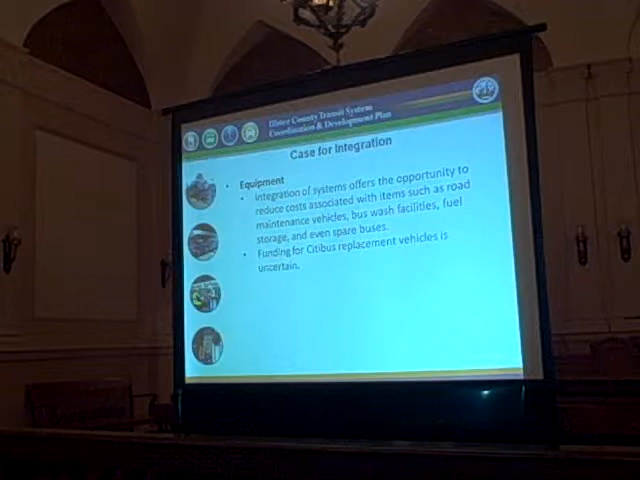 Ulster County Transit System
Coordination & Development Plan
Case for Integration
• Equipment
• Integration of systems offers the opportunity to
reduce costs associated with items such as road
maintenance vehicles, bus wash facilities, fuel
storage, and even spare buses.
• Funding for Citibus replacement vehicles is
uncertain.